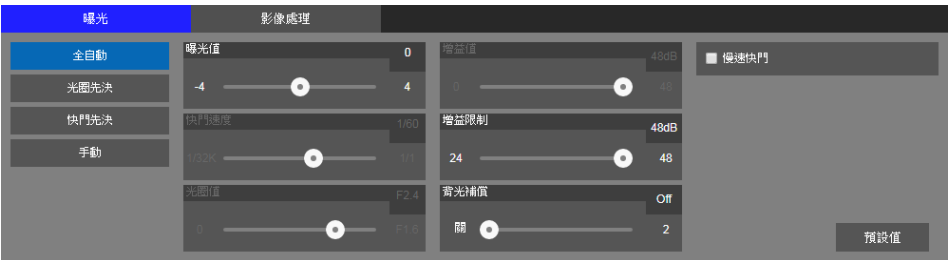 曝光
影像處理
全自動
光圈先決
快門先決
手動
曝光值
0
-4
4
快門速度
1/60
1/32K
1/1
光圈值
F2.4
0
F1.6
增益值
48dB
0
48
增益限制
48dB
24
48
背光補償
Off
關
2
慢速快門
預設值